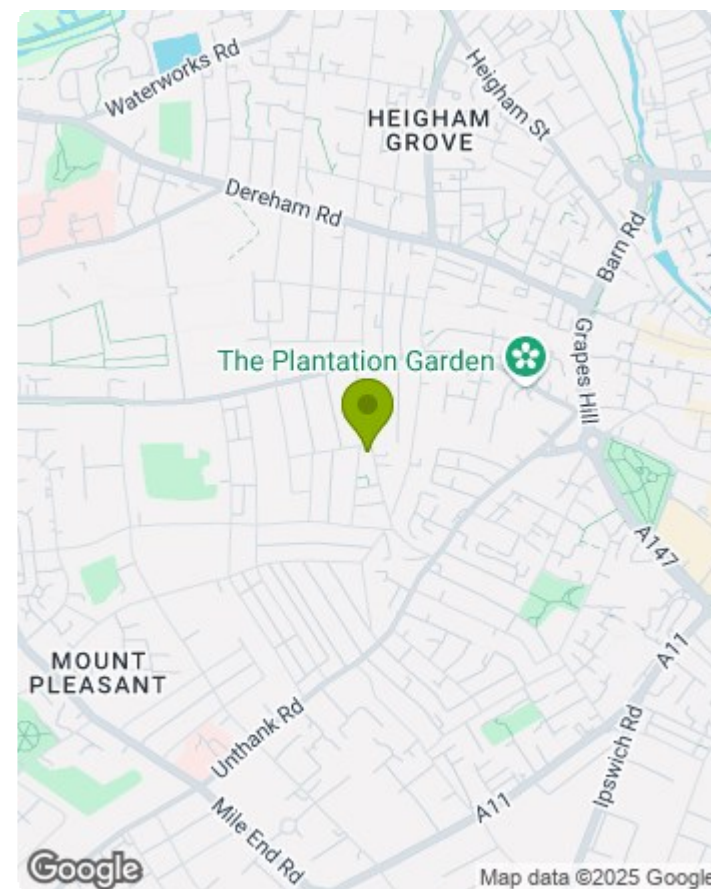 Waterworks Rd
Heigham St
HEIGHAM
GROVE
Dereham Rd
Barn Rd
Grapes Hill
The Plantation Garden
A147
A11
MOUNT
PLEASANT
Unthank Rd
Ipswich Rd
A11
Mile End Rd
Google
Map data ©2025 Google